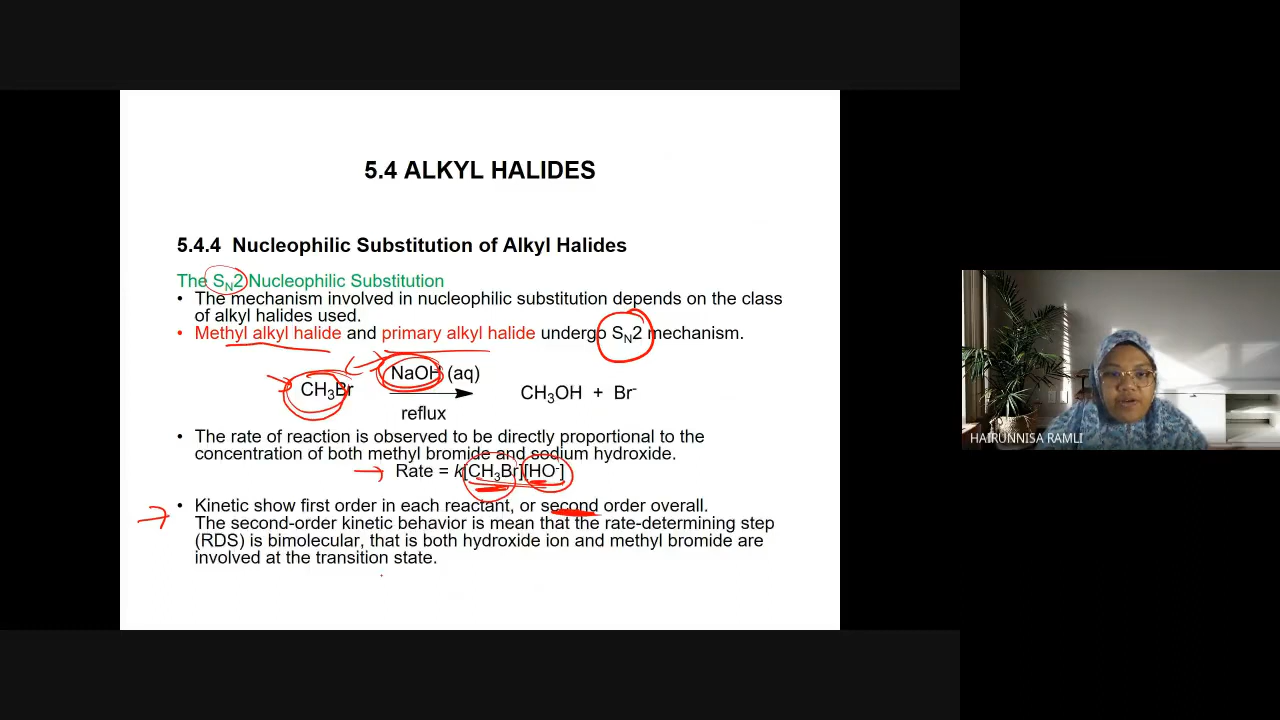 5.4 ALKYL HALIDES
5.4.4 Nucleophilic Substitution of Alkyl Halides
The SN2 Nucleophilic Substitution
• The mechanism involved in nucleophilic substitution depends on the class
of alkyl halides used.
• Methyl alkyl halide and primary alkyl halide undergo SN2 mechanism.
CH3Br NaOH (aq) reflux CH3OH + Br-
• The rate of reaction is observed to be directly proportional to the
concentration of both methyl bromide and sodium hydroxide.
Rate = k[CH3Br][HO-]
• Kinetic show first order in each reactant, or second order overall.
The second-order kinetic behavior is mean that the rate-determining step
(RDS) is bimolecular, that is both hydroxide ion and methyl bromide are
involved at the transition state.
HAIRUNNISA RAMLI